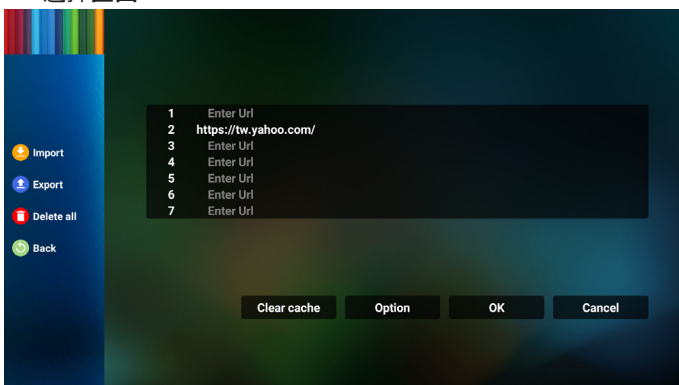 Import
Export
Delete all
Back
1 Enter Url
2 https://tw.yahoo.com/
3 Enter Url
4 Enter Url
5 Enter Url
6 Enter Url
7 Enter Url
Clear cache Option OK Cancel